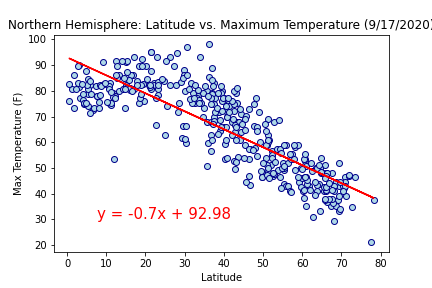 Northern Hemisphere: Latitude vs. Maximum Temperature (9/17/2020)
100
90
80
70
60
50
40
30
20
Max Temperature (F)
y = -0.7x + 92.98
0 10 20 30 40 50 60 70 80
Latitude